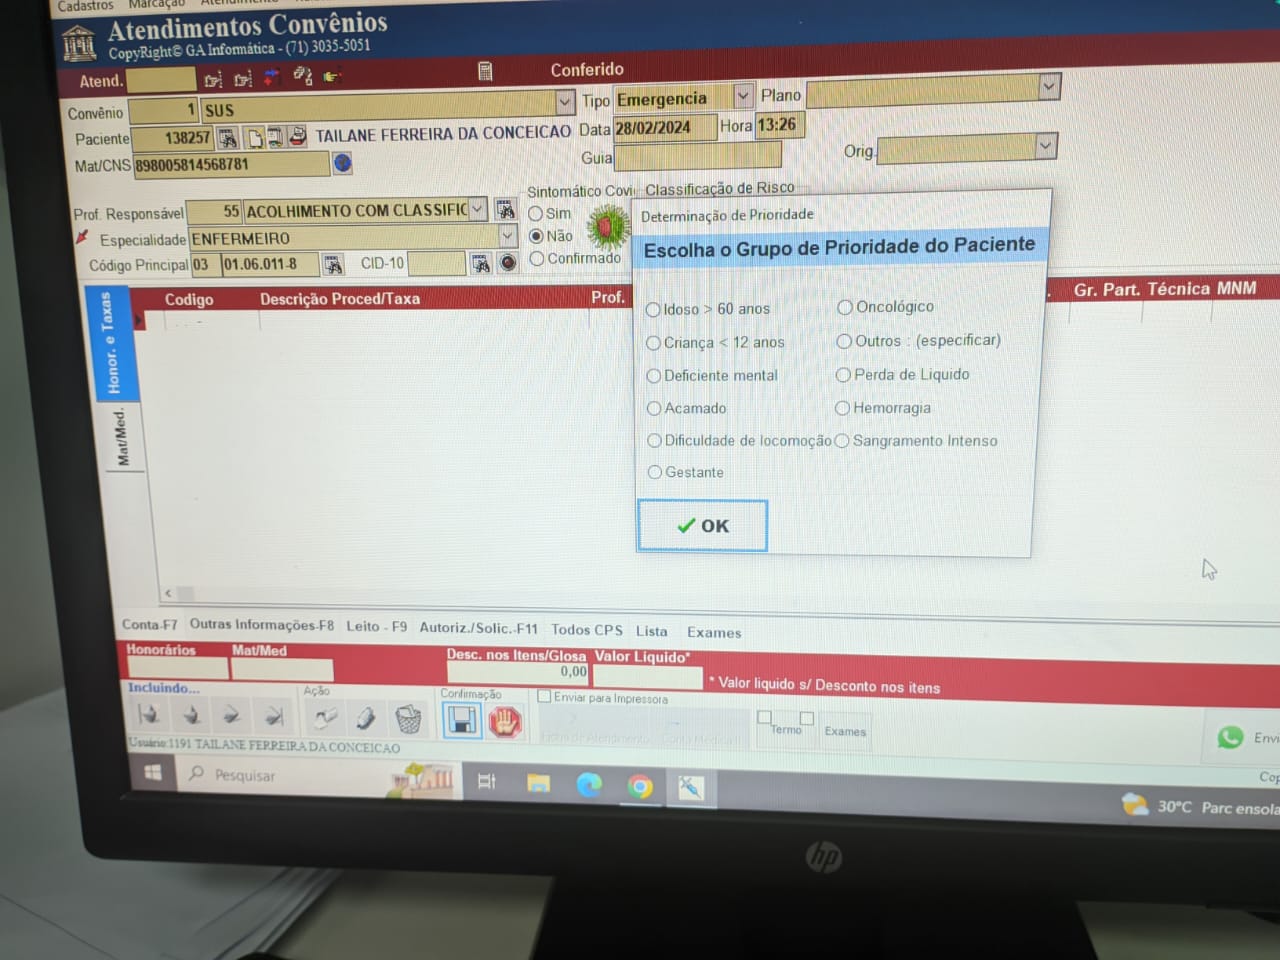 Cadastros Marcação
Atendimentos Convênios
CopyRight© GA Informática - (71) 3035-5051
Atend.
Conferido
Convênio 1 SUS Tipo Emergencia Plano
Paciente 138257 TAILANE FERREIRA DA CONCEICAO Data 28/02/2024 Hora 13:26
Mat/CNS 898005814568781 Guia Orig.
Sintomático Covi Classificação de Risco
Prof. Responsável 55 ACOLHIMENTO COM CLASSIFIC Sim
Especialidade ENFERMEIRO Não
Código Principal 03 01.06.011-8 CID-10 Confirmado
Determinação de Prioridade
Escolha o Grupo de Prioridade do Paciente
Idoso > 60 anos Oncológico
Criança < 12 anos Outros : (especificar)
Deficiente mental Perda de Liquido
Acamado Hemorragia
Dificuldade de locomoção Sangramento Intenso
Gestante
OK
Honor. e Taxas
Mat/Med.
Codigo Descrição Proced/Taxa Prof. Gr. Part. Técnica MNM
Conta-F7 Outras Informações-F8 Leito - F9 Autoriz./Solic.-F11 Todos CPS Lista Exames
Honorários Mat/Med Desc. nos Itens/Glosa Valor Liquido*
0,00
* Valor liquido s/ Desconto nos itens
Incluindo... Ação Confirmação Enviar para Impressora
Termo Exames
Envi
Usuário:1191 TAILANE FERREIRA DA CONCEICAO
Cop
Pesquisar
30°C Parc ensola
hp